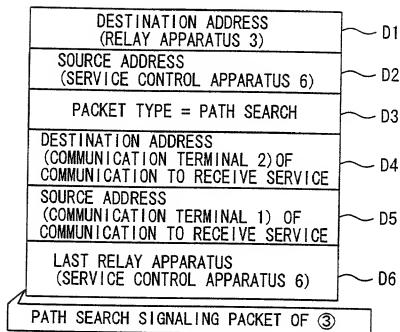 DESTINATION ADDRESS
(RELAY APPARATUS 3)
D1
SOURCE ADDRESS
(SERVICE CONTROL APPARATUS 6)
D2
PACKET TYPE = PATH SEARCH
D3
DESTINATION ADDRESS
(COMMUNICATION TERMINAL 2)OF
COMMUNICATION TO RECEIVE SERVICE
D4
SOURCE ADDRESS
(COMMUNICATION TERMINAL 1) OF
COMMUNICATION TO RECEIVE SERVICE
D5
LAST RELAY APPARATUS
(SERVICE CONTROL APPARATUS 6)
D6
PATH SEARCH SIGNALING PACKET OF ③